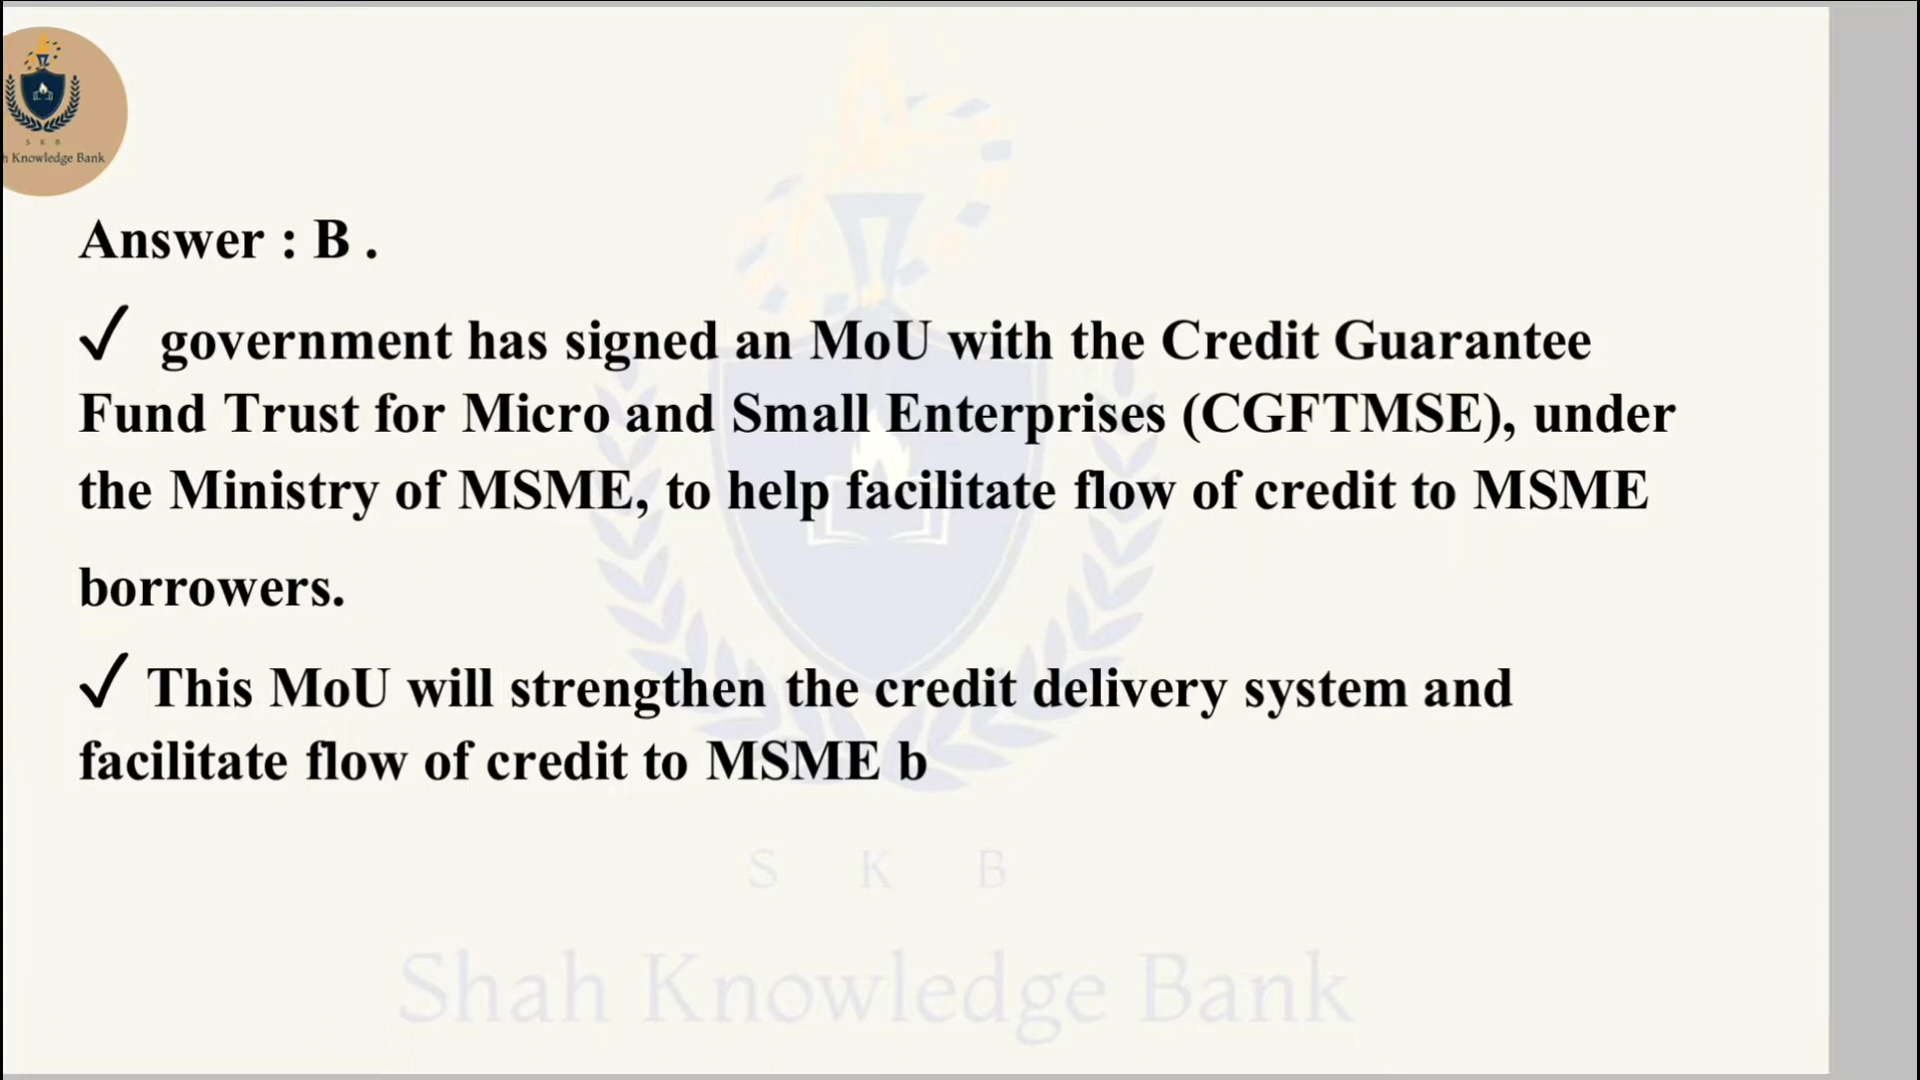 S K B
h Knowledge Bank
Answer : B .
✓ government has signed an MoU with the Credit Guarantee
Fund Trust for Micro and Small Enterprises (CGFTMSE), under
the Ministry of MSME, to help facilitate flow of credit to MSME
borrowers.
✓ This MoU will strengthen the credit delivery system and
facilitate flow of credit to MSME b
S K B
Shah Knowledge Bank